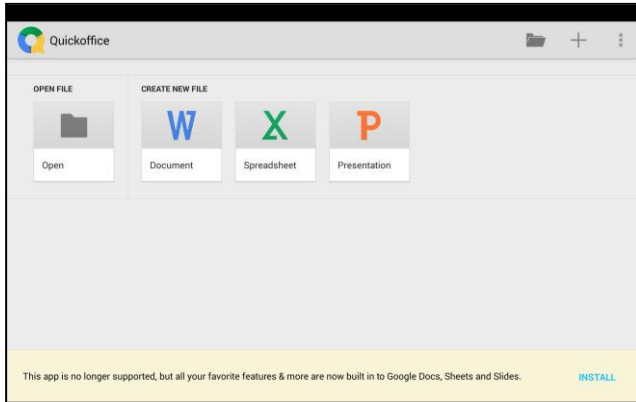 Quickoffice
OPEN FILE
CREATE NEW FILE
W
X
P
Open
Document
Spreadsheet
Presentation
This app is no longer supported, but all your favorite features & more are now built in to Google Docs, Sheets and Slides.
INSTALL